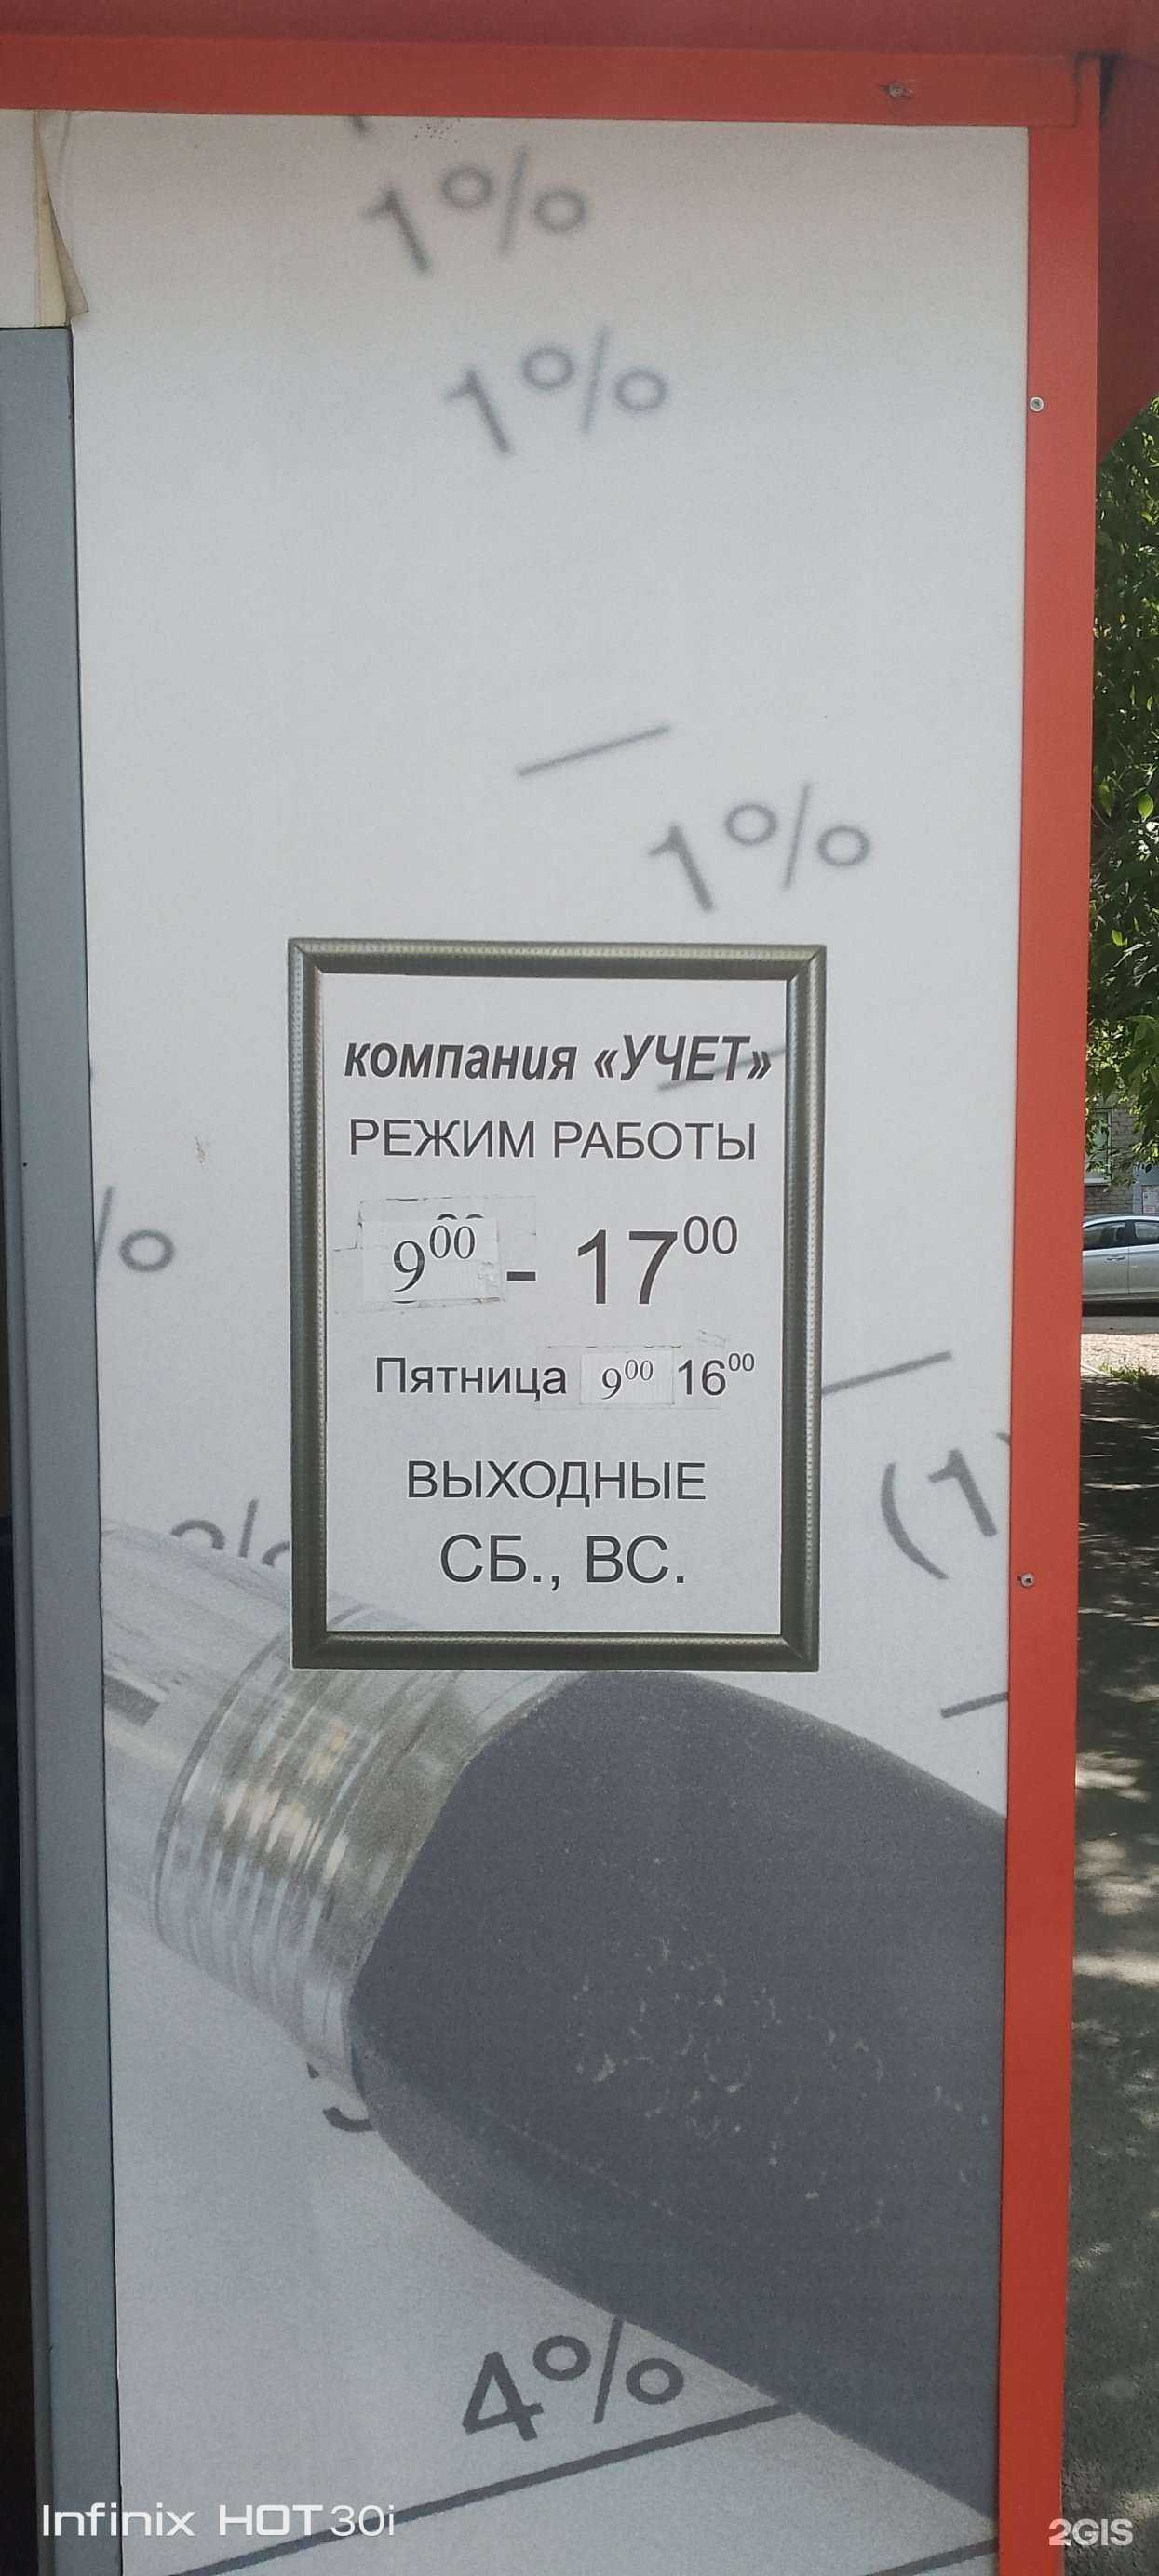 1%
1%
1%
компания «УЧЕТ»
РЕЖИМ РАБОТЫ
9⁰⁰ - 17⁰⁰
Пятница 9⁰⁰ 16⁰⁰
ВЫХОДНЫЕ
СБ., ВС.
(1
4%
Infinix HOT 30i
2GIS